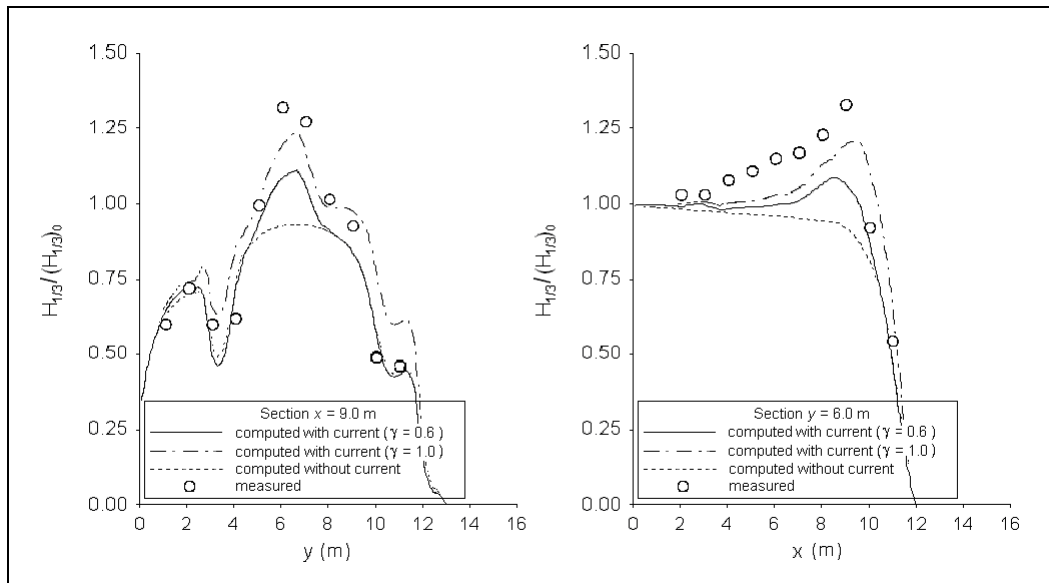 1.50
1.25
1.00
0.75
0.50
0.25
0.00
H1/3/(H1/3)0
Section x = 9.0 m
computed with current ( γ = 0.6 )
computed with current ( γ = 1.0 )
computed without current
measured
0 2 4 6 8 10 12 14 16
y (m)
1.50
1.25
1.00
0.75
0.50
0.25
0.00
H1/3/(H1/3)0
Section y = 6.0 m
computed with current ( γ = 0.6 )
computed with current ( γ = 1.0 )
computed without current
measured
0 2 4 6 8 10 12 14 16
x (m)